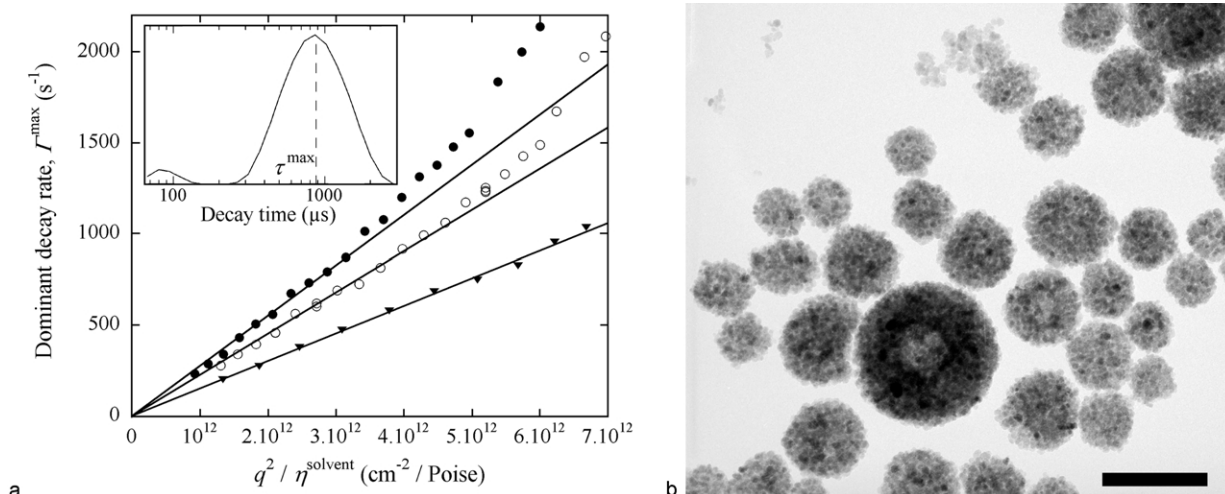 2000
1500
1000
500
0
Dominant decay rate, Γᵐᵃˣ (s⁻¹)
τᵐᵃˣ
100 1000
Decay time (μs)
0 10¹² 2.10¹² 3.10¹² 4.10¹² 5.10¹² 6.10¹² 7.10¹²
q² / ηˢᵒˡᵛᵉⁿᵗ (cm⁻² / Poise)
a
b